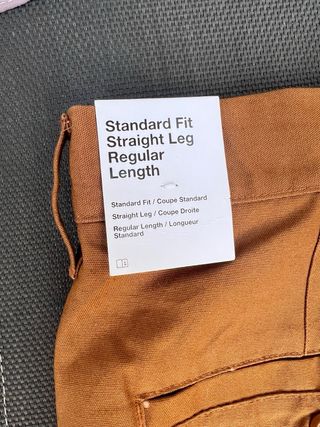 Standard Fit
Straight Leg
Regular
Length
Standard Fit / Coupe Standard
Straight Leg / Coupe Droite
Regular Length / Longueur
Standard